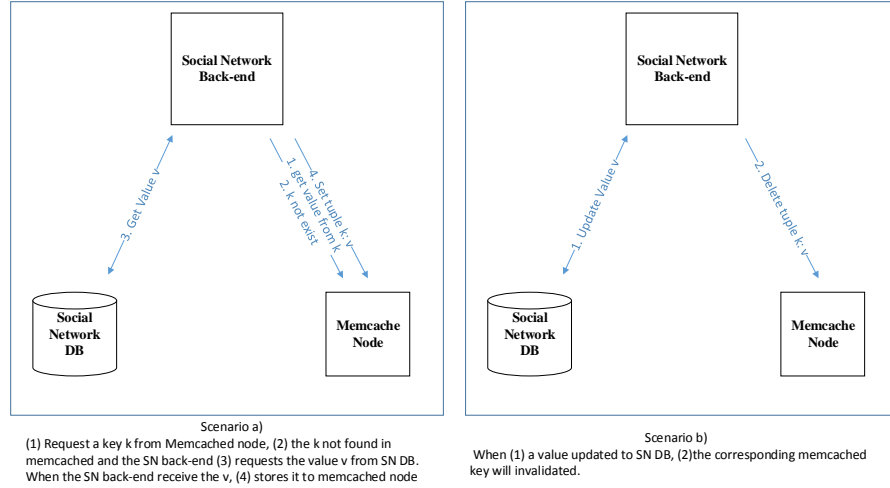 Social Network
Back-end
1. get value from k
2. k not exist
3. Get Value v
4. Set tuple k: v
Social
Network
DB
Memcache
Node
Scenario a)
(1) Request a key k from Memcached node, (2) the k not found in
memcached and the SN back-end (3) requests the value v from SN DB.
When the SN back-end receive the v, (4) stores it to memcached node
Social Network
Back-end
1. Update Value v
2. Delete tuple k: v
Social
Network
DB
Memcache
Node
Scenario b)
When (1) a value updated to SN DB, (2)the corresponding memcached
key will invalidated.